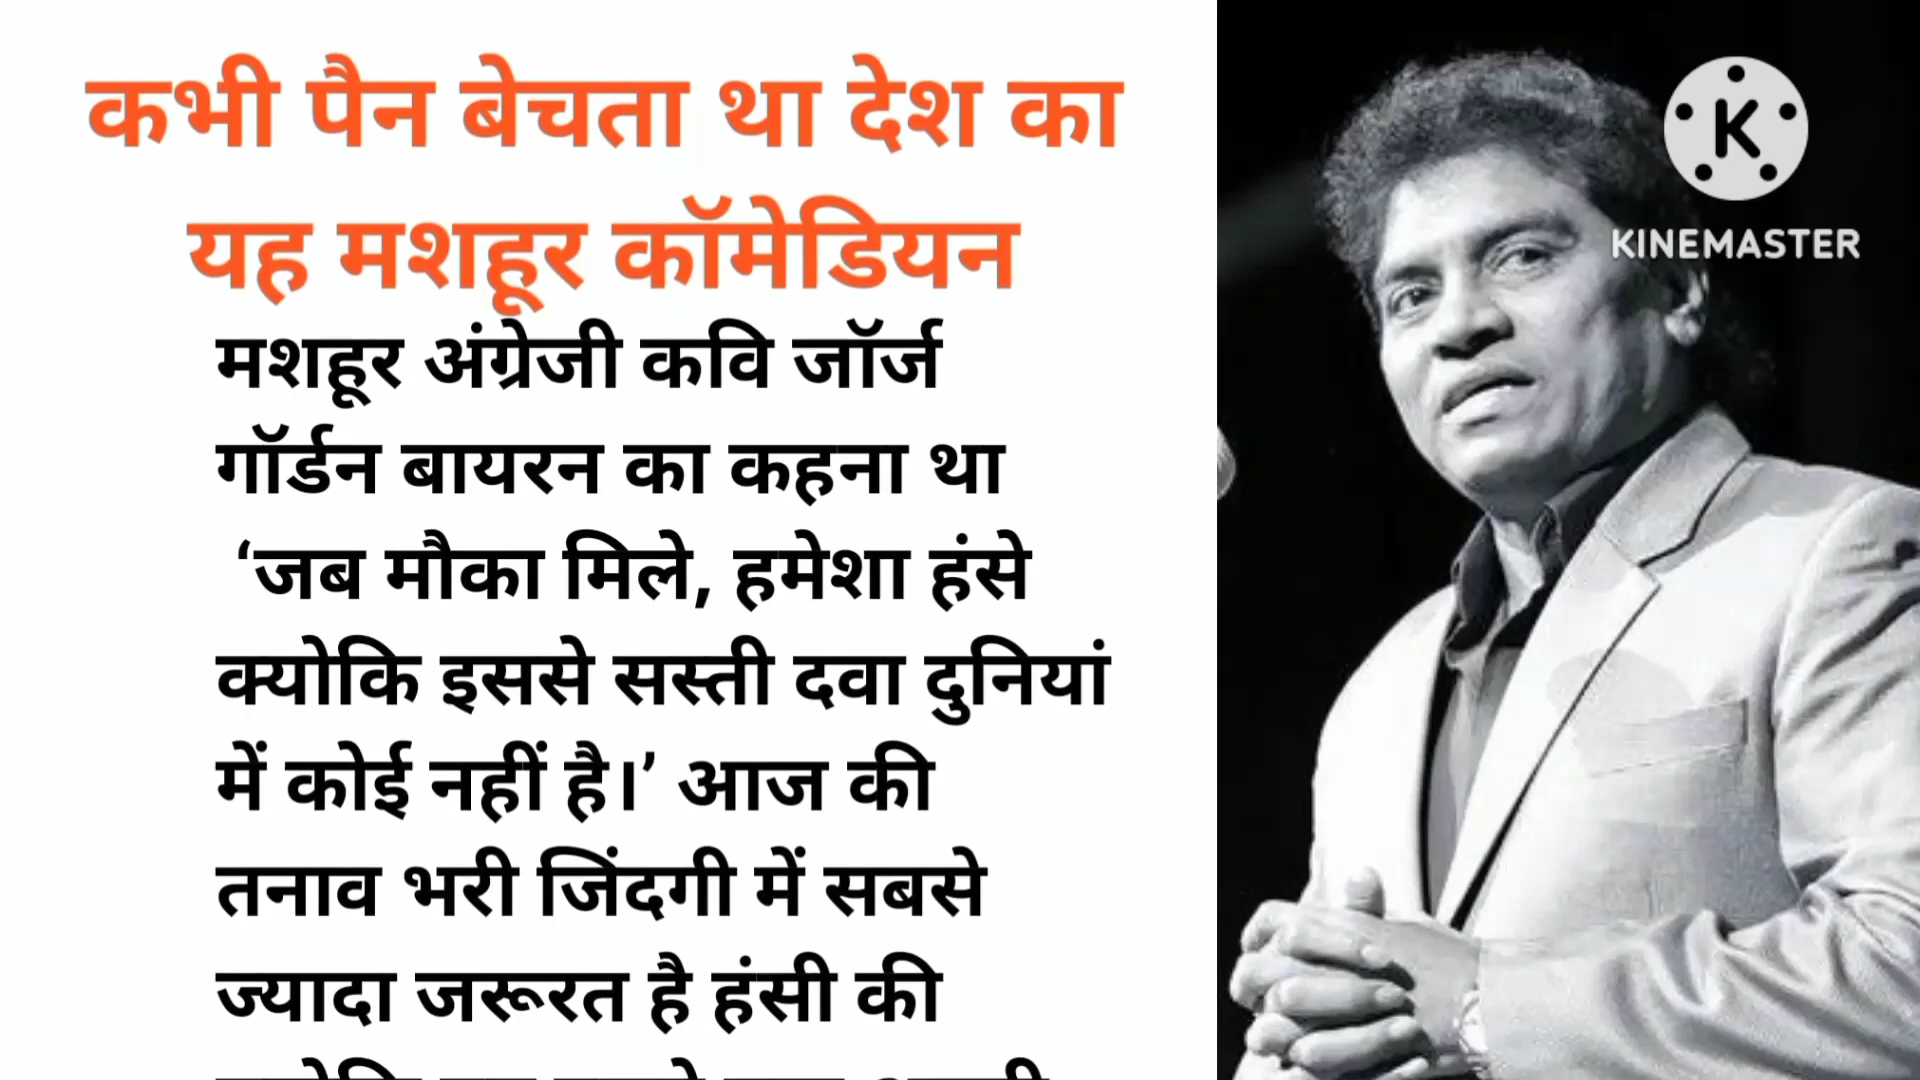 कभी पैन बेचता था देश का
यह मशहूर कॉमेडियन
मशहूर अंग्रेजी कवि जॉर्ज
गॉर्डन बायरन का कहना था
‘जब मौका मिले, हमेशा हंसे
क्योकि इससे सस्ती दवा दुनियां
में कोई नहीं है।’ आज की
तनाव भरी जिंदगी में सबसे
ज्यादा जरूरत है हंसी की
K
KINEMASTER